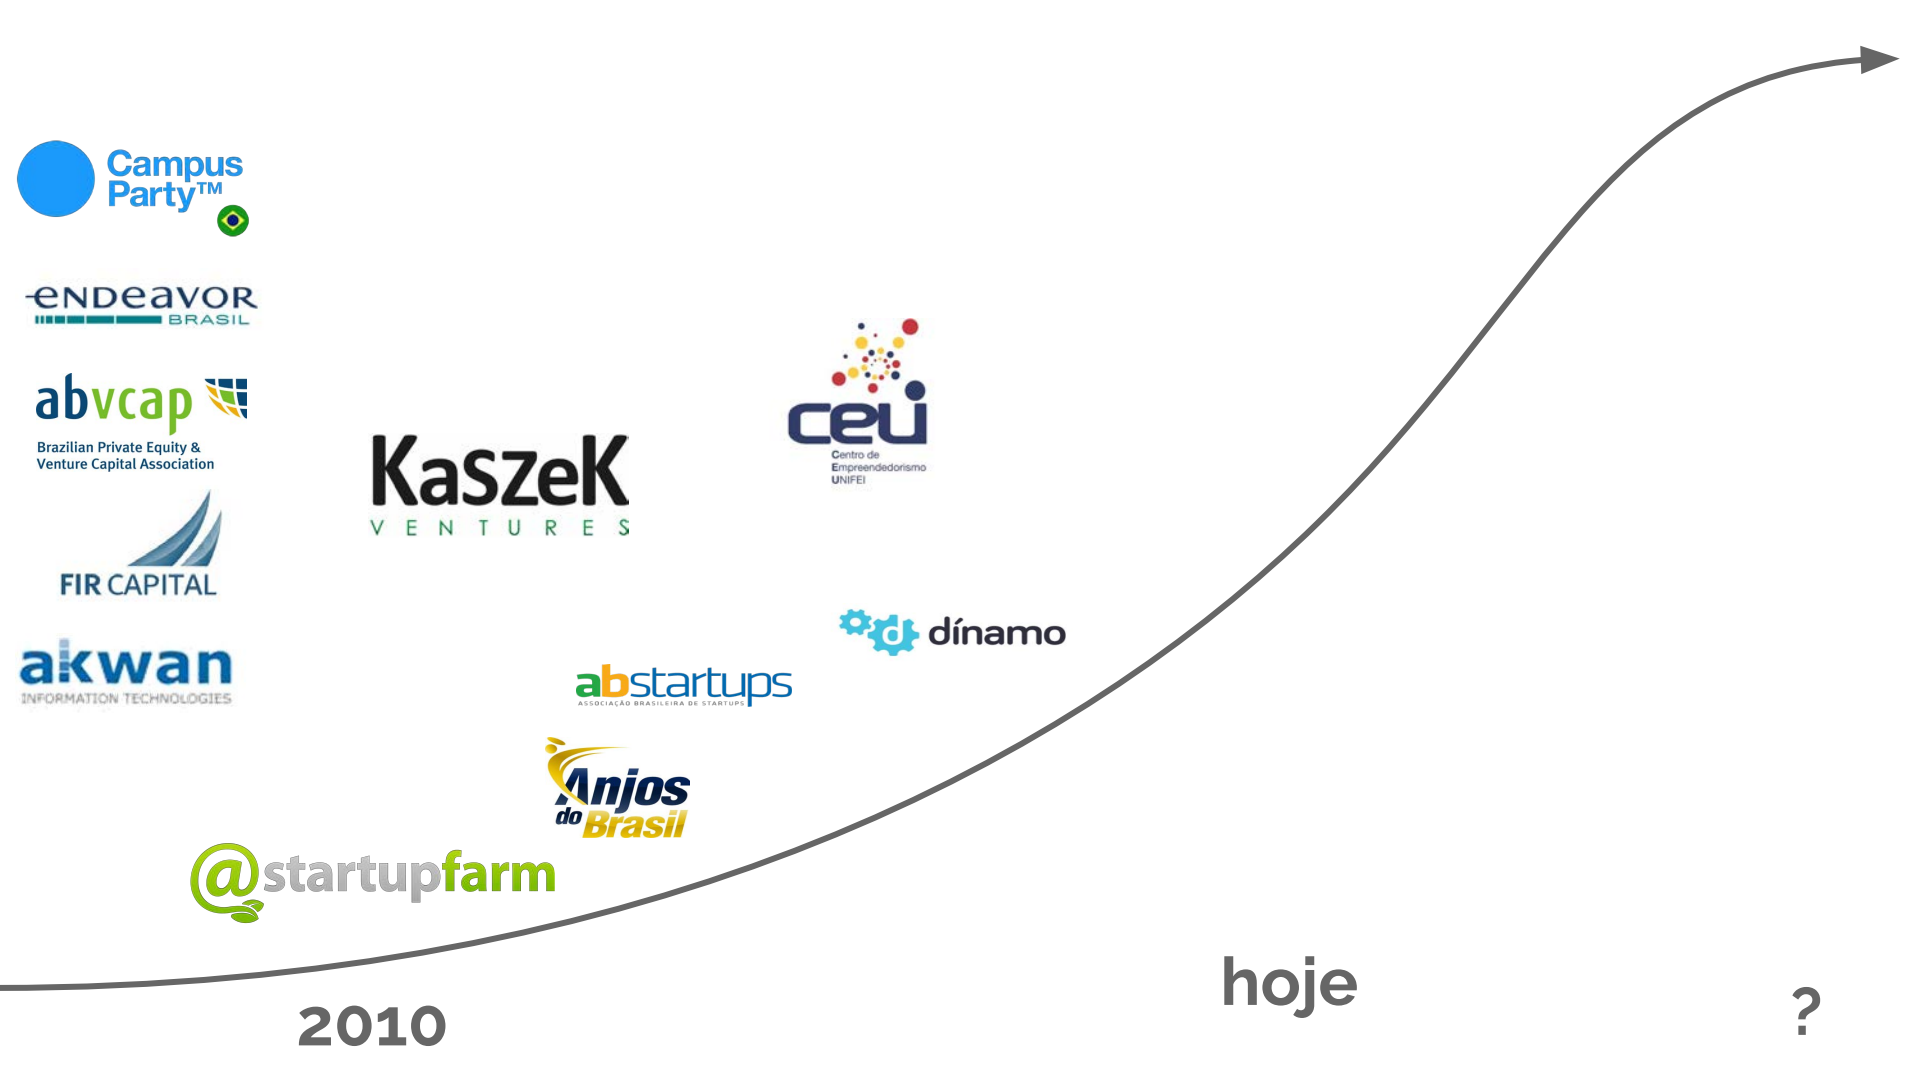 Campus
Party™
enDeavor
BRASIL
abvcap
Brazilian Private Equity &
Venture Capital Association
FIR CAPITAL
akwan
INFORMATION TECHNOLOGIES
KaszeK
VENTURES
ceu
Centro de
Empreendedorismo
UNIFEI
d
dínamo
abstartups
ASSOCIAÇÃO BRASILEIRA DE STARTUPS
Anjos
do Brasil
@startupfarm
2010
hoje
?